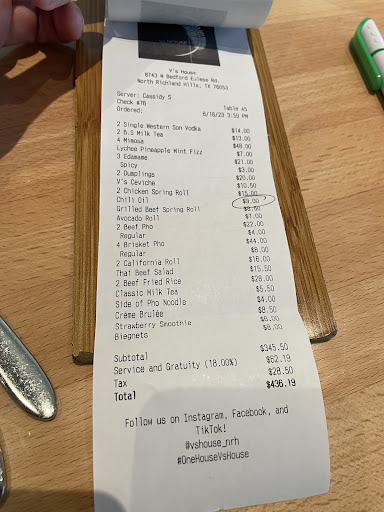 V's House
6743 N Bedford Euless Rd.
North Richland Hills, TX 76053
Server: Cassidy S
Check #76 Table A5
Ordered: 6/18/23 3:59 PM
2 Single Western Son Vodka $14.00
2 B.S Milk Tea $13.00
4 Mimosa $48.00
Lychee Pineapple Mint Fizz $7.00
3 Edamame $21.00
Spicy $3.00
2 Dumplings $20.00
V's Ceviche $10.50
2 Chicken Spring Roll $15.00
Chili Oil $9.00
Grilled Beef Spring Roll $8.50
Avocado Roll $7.00
2 Beef Pho $22.00
Regular $4.00
4 Brisket Pho $44.00
Regular $8.00
2 California Roll $16.00
Thai Beef Salad $15.50
2 Beef Fried Rice $28.00
Classic Milk Tea $5.50
Side of Pho Noodle $4.00
Crème Brulée $8.50
Strawberry Smoothie $6.00
Biegnets $8.00
Subtotal $345.50
Service and Gratuity (18.00%) $62.19
Tax $28.50
Total $436.19
Follow us on Instagram, Facebook, and
TikTok!
#vshouse_nrh
#OneHouseVsHouse